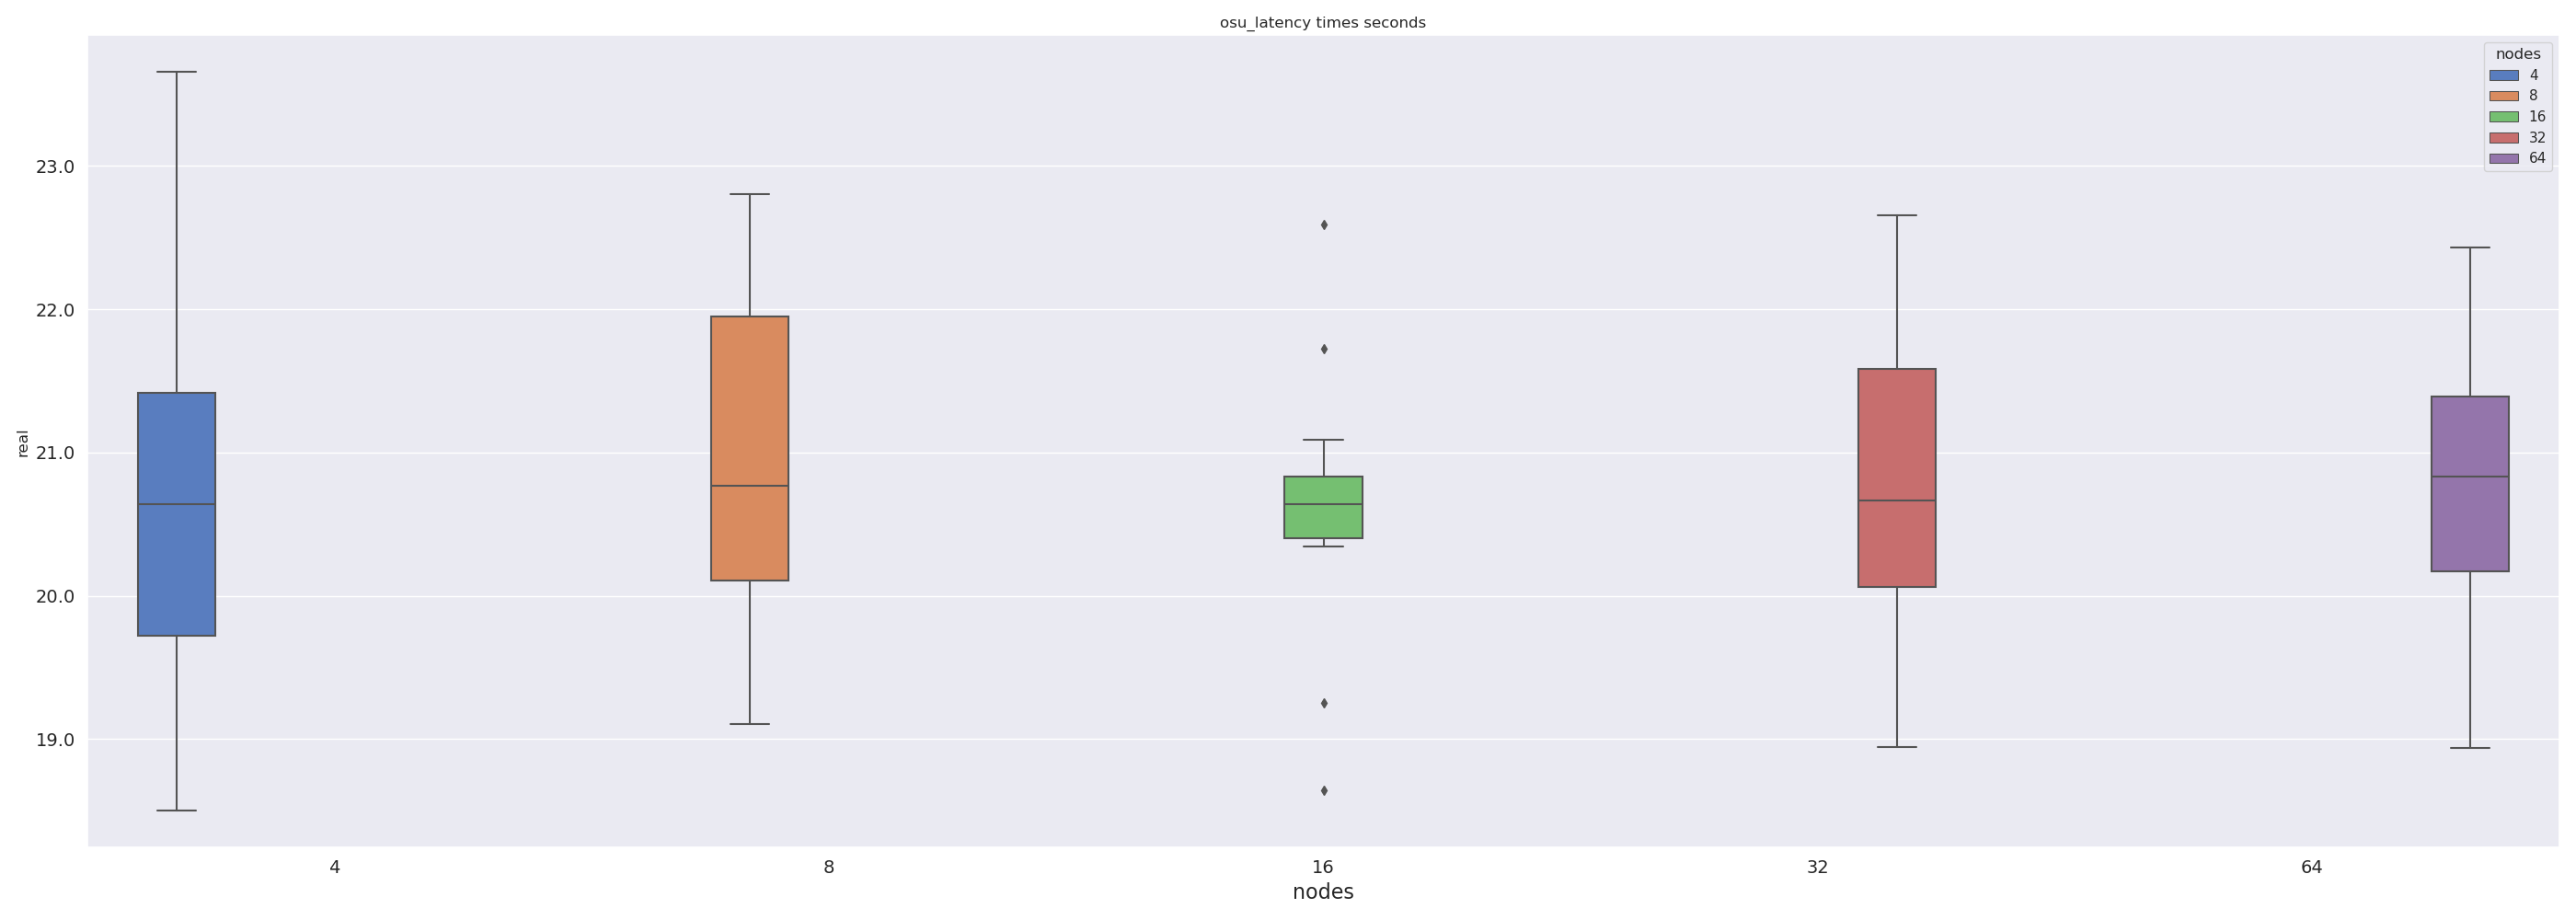 osu_latency times seconds
nodes
4
8
16
32
64
23.0
22.0
21.0
20.0
19.0
real
4 8 16 32 64
nodes